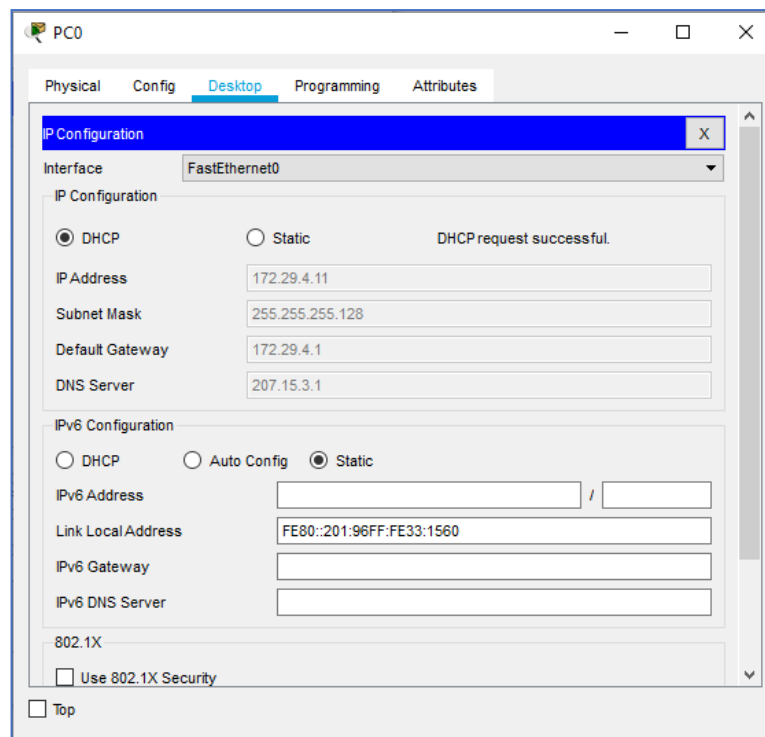 PC0
Physical Config Desktop Programming Attributes
IP Configuration X
Interface FastEthernet0
IP Configuration
DHCP Static DHCP request successful.
IP Address 172.29.4.11
Subnet Mask 255.255.255.128
Default Gateway 172.29.4.1
DNS Server 207.15.3.1
IPv6 Configuration
DHCP Auto Config Static
IPv6 Address /
Link Local Address FE80::201:96FF:FE33:1560
IPv6 Gateway
IPv6 DNS Server
802.1X
Use 802.1X Security
Top